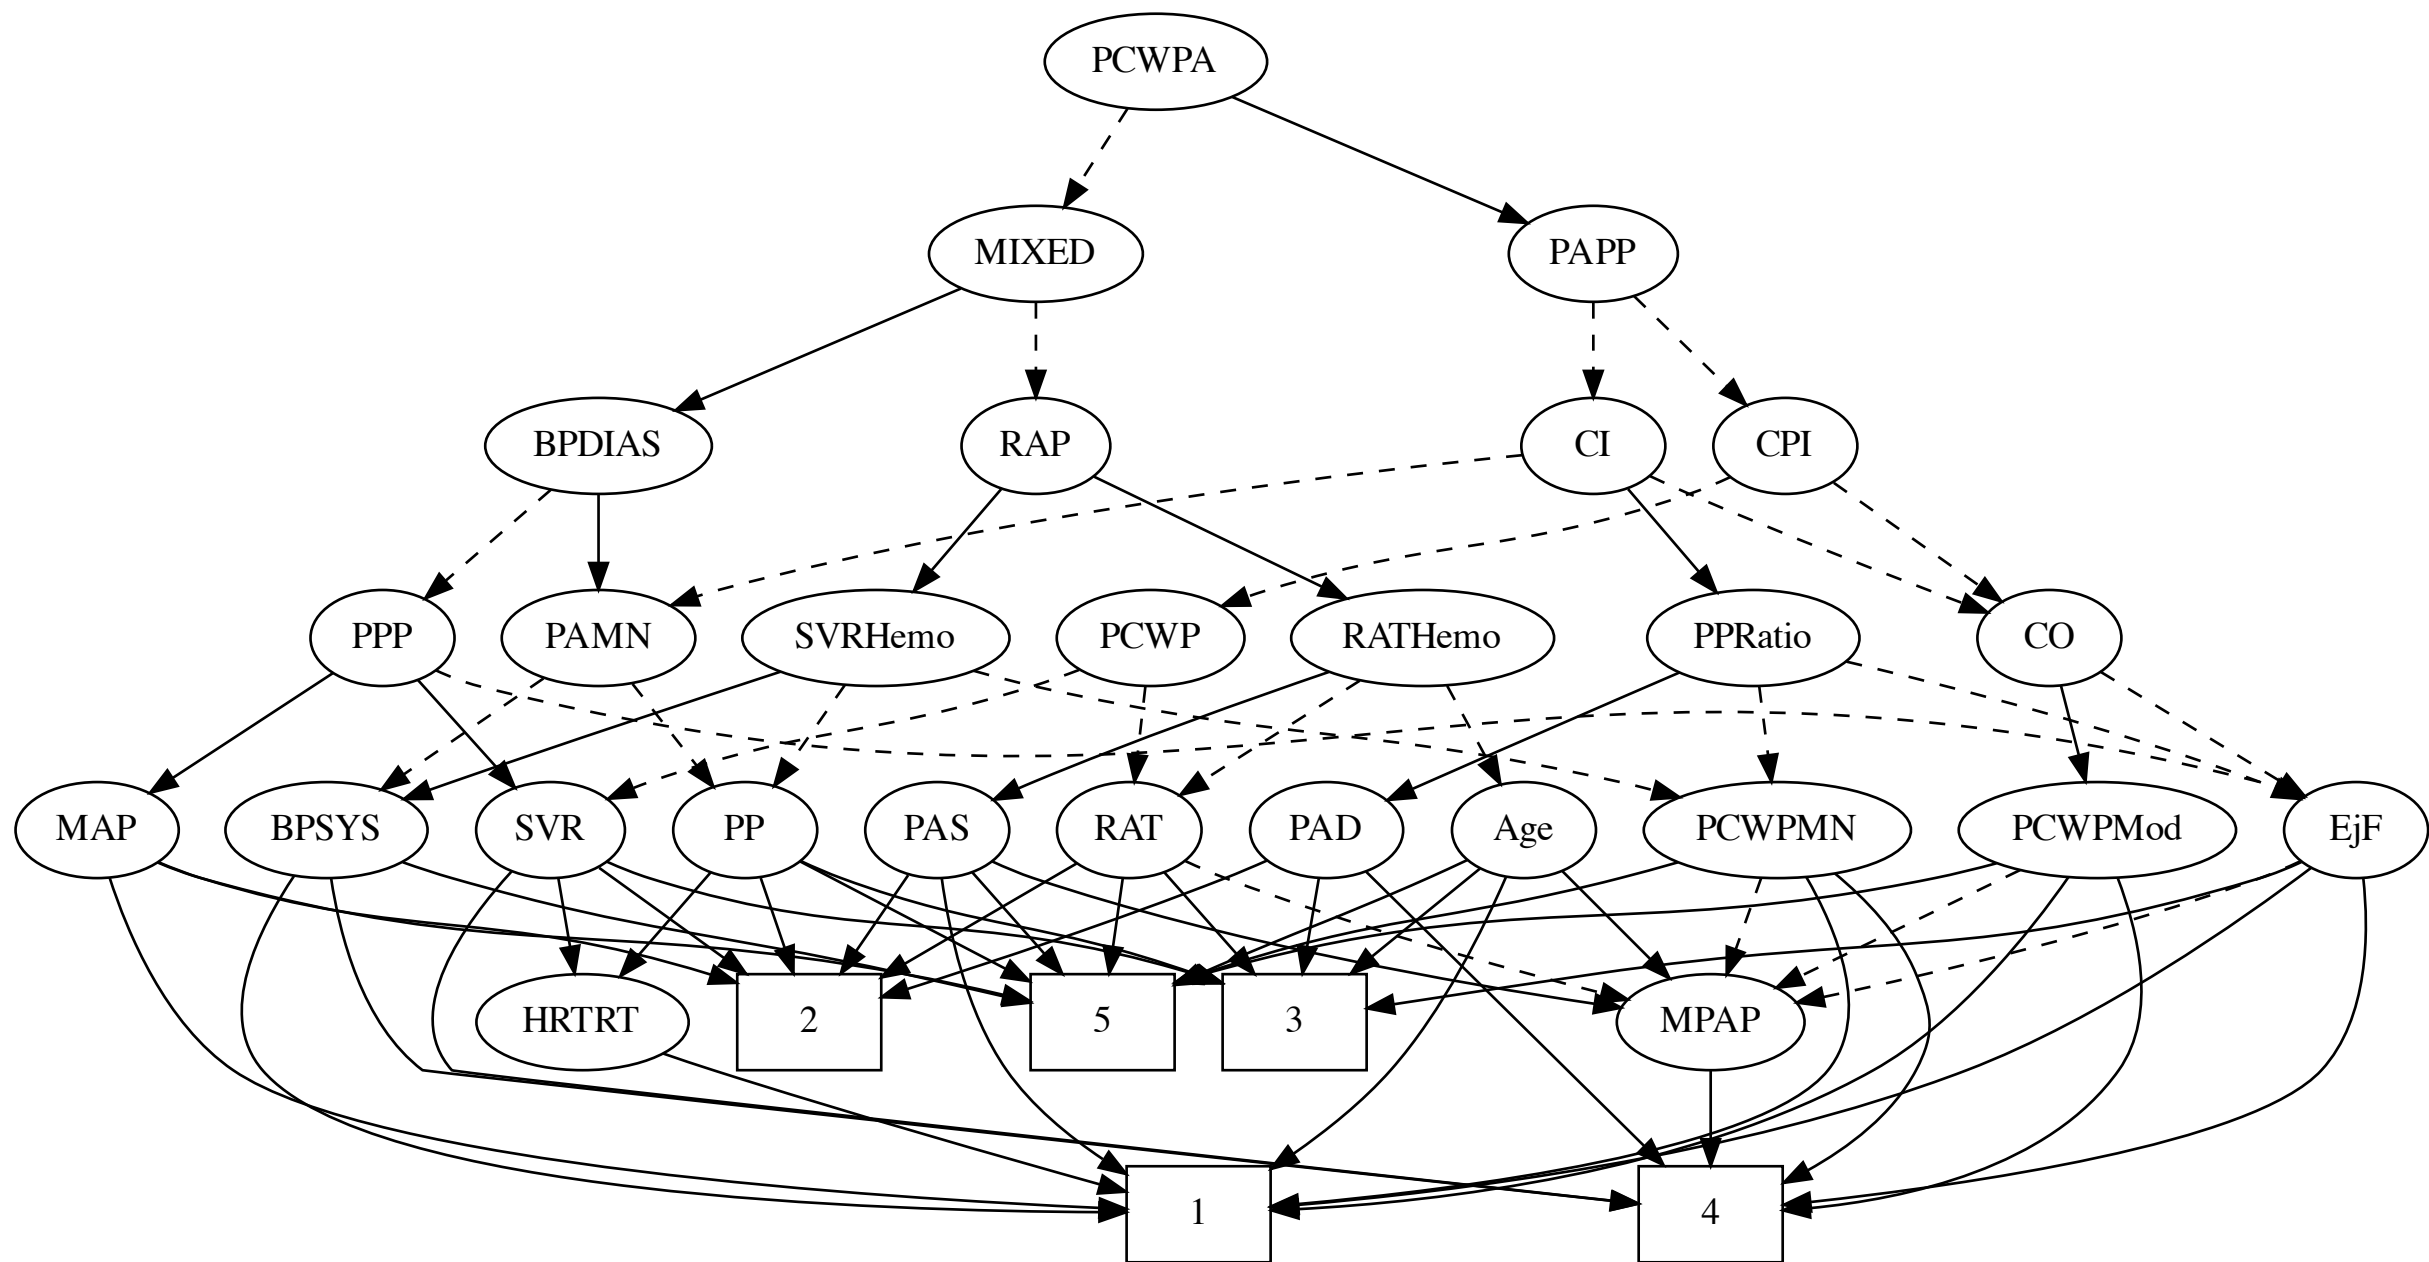 PCWPA
MIXED
PAPP
BPDIAS
RAP
CI
CPI
PPP
PAMN
SVRHemo
PCWP
RATHemo
PPRatio
CO
MAP
BPSYS
SVR
PP
PAS
RAT
PAD
Age
PCWPMN
PCWPMod
EjF
HRTRT
2
5
3
MPAP
1
4